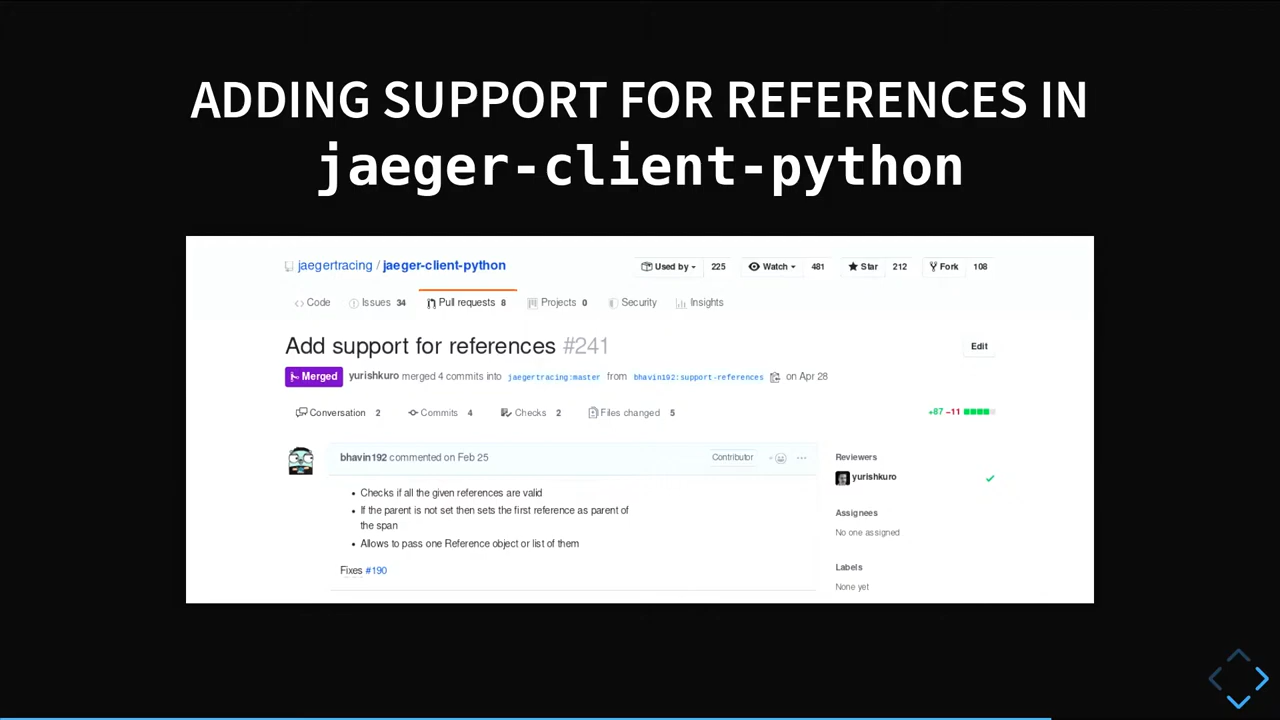 ADDING SUPPORT FOR REFERENCES IN
jaeger-client-python
jaegertracing / jaeger-client-python
Used by 225 Watch 481 Star 212 Fork 108
Code Issues 34 Pull requests 8 Projects 0 Security Insights
Add support for references #241
Edit
Merged yurishkuro merged 4 commits into jaegertracing:master from bhavin192:support-references on Apr 28
Conversation 2 Commits 4 Checks 2 Files changed 5
+87 −11
bhavin192 commented on Feb 25
Contributor
• Checks if all the given references are valid
• If the parent is not set then sets the first reference as parent of
the span
• Allows to pass one Reference object or list of them
Fixes #190
Reviewers
yurishkuro
Assignees
No one assigned
Labels
None yet